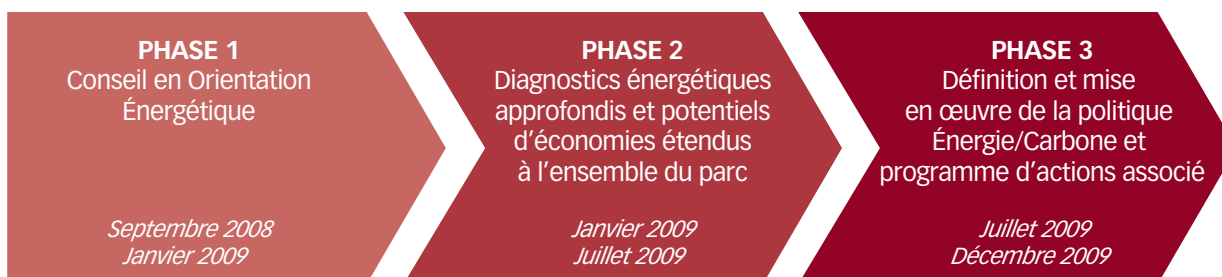 PHASE 1
Conseil en Orientation
Énergétique
Septembre 2008
Janvier 2009
PHASE 2
Diagnostics énergétiques
approfondis et potentiels
d'économies étendus
à l'ensemble du parc
Janvier 2009
Juillet 2009
PHASE 3
Définition et mise
en œuvre de la politique
Énergie/Carbone et
programme d'actions associé
Juillet 2009
Décembre 2009